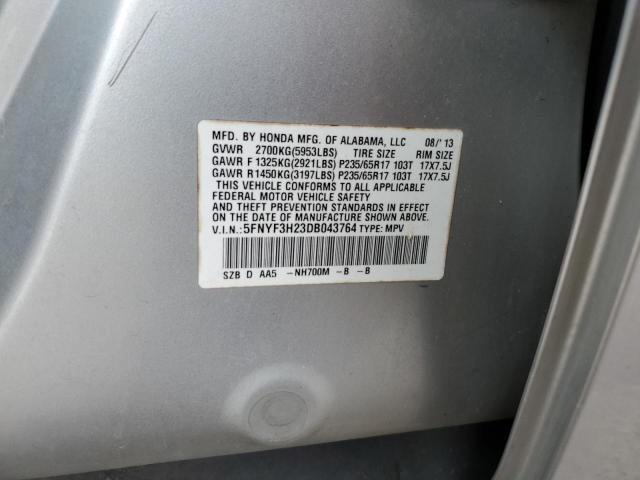 MFD. BY HONDA MFG. OF ALABAMA, LLC 08/'13
GVWR 2700KG(5953LBS) TIRE SIZE RIM SIZE
GAWR F 1325KG(2921LBS) P235/65R17 103T 17X7.5J
GAWR R1450KG(3197LBS) P235/65R17 103T 17X7.5J
THIS VEHICLE CONFORMS TO ALL APPLICABLE
FEDERAL MOTOR VEHICLE SAFETY
AND THEFT PREVENTION STANDARDS IN EFFECT
ON THE DATE OF MANUFACTURE SHOWN ABOVE.
V.I.N.: 5FNYF3H23DB043764 TYPE: MPV
SZB D AA5 -NH700M -B -B